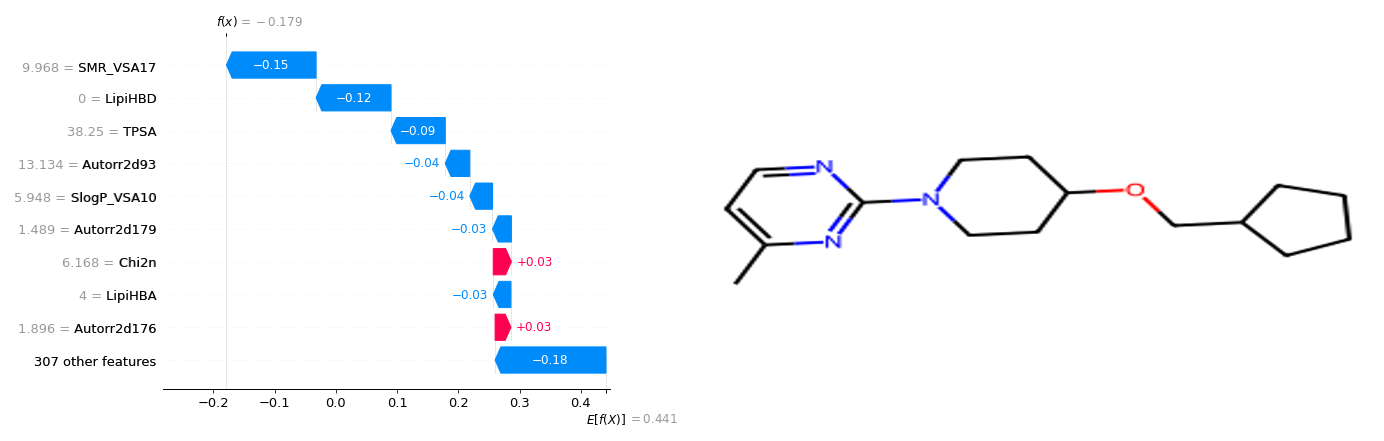 f(x) = −0.179
9.968 = SMR_VSA17
−0.15
0 = LipiHBD
−0.12
38.25 = TPSA
−0.09
13.134 = Autorr2d93
−0.04
5.948 = SlogP_VSA10
−0.04
1.489 = Autorr2d179
−0.03
6.168 = Chi2n
+0.03
4 = LipiHBA
−0.03
1.896 = Autorr2d176
+0.03
307 other features
−0.18
−0.2 −0.1 0.0 0.1 0.2 0.3 0.4
E[f(X)] = 0.441
N
N
N
O